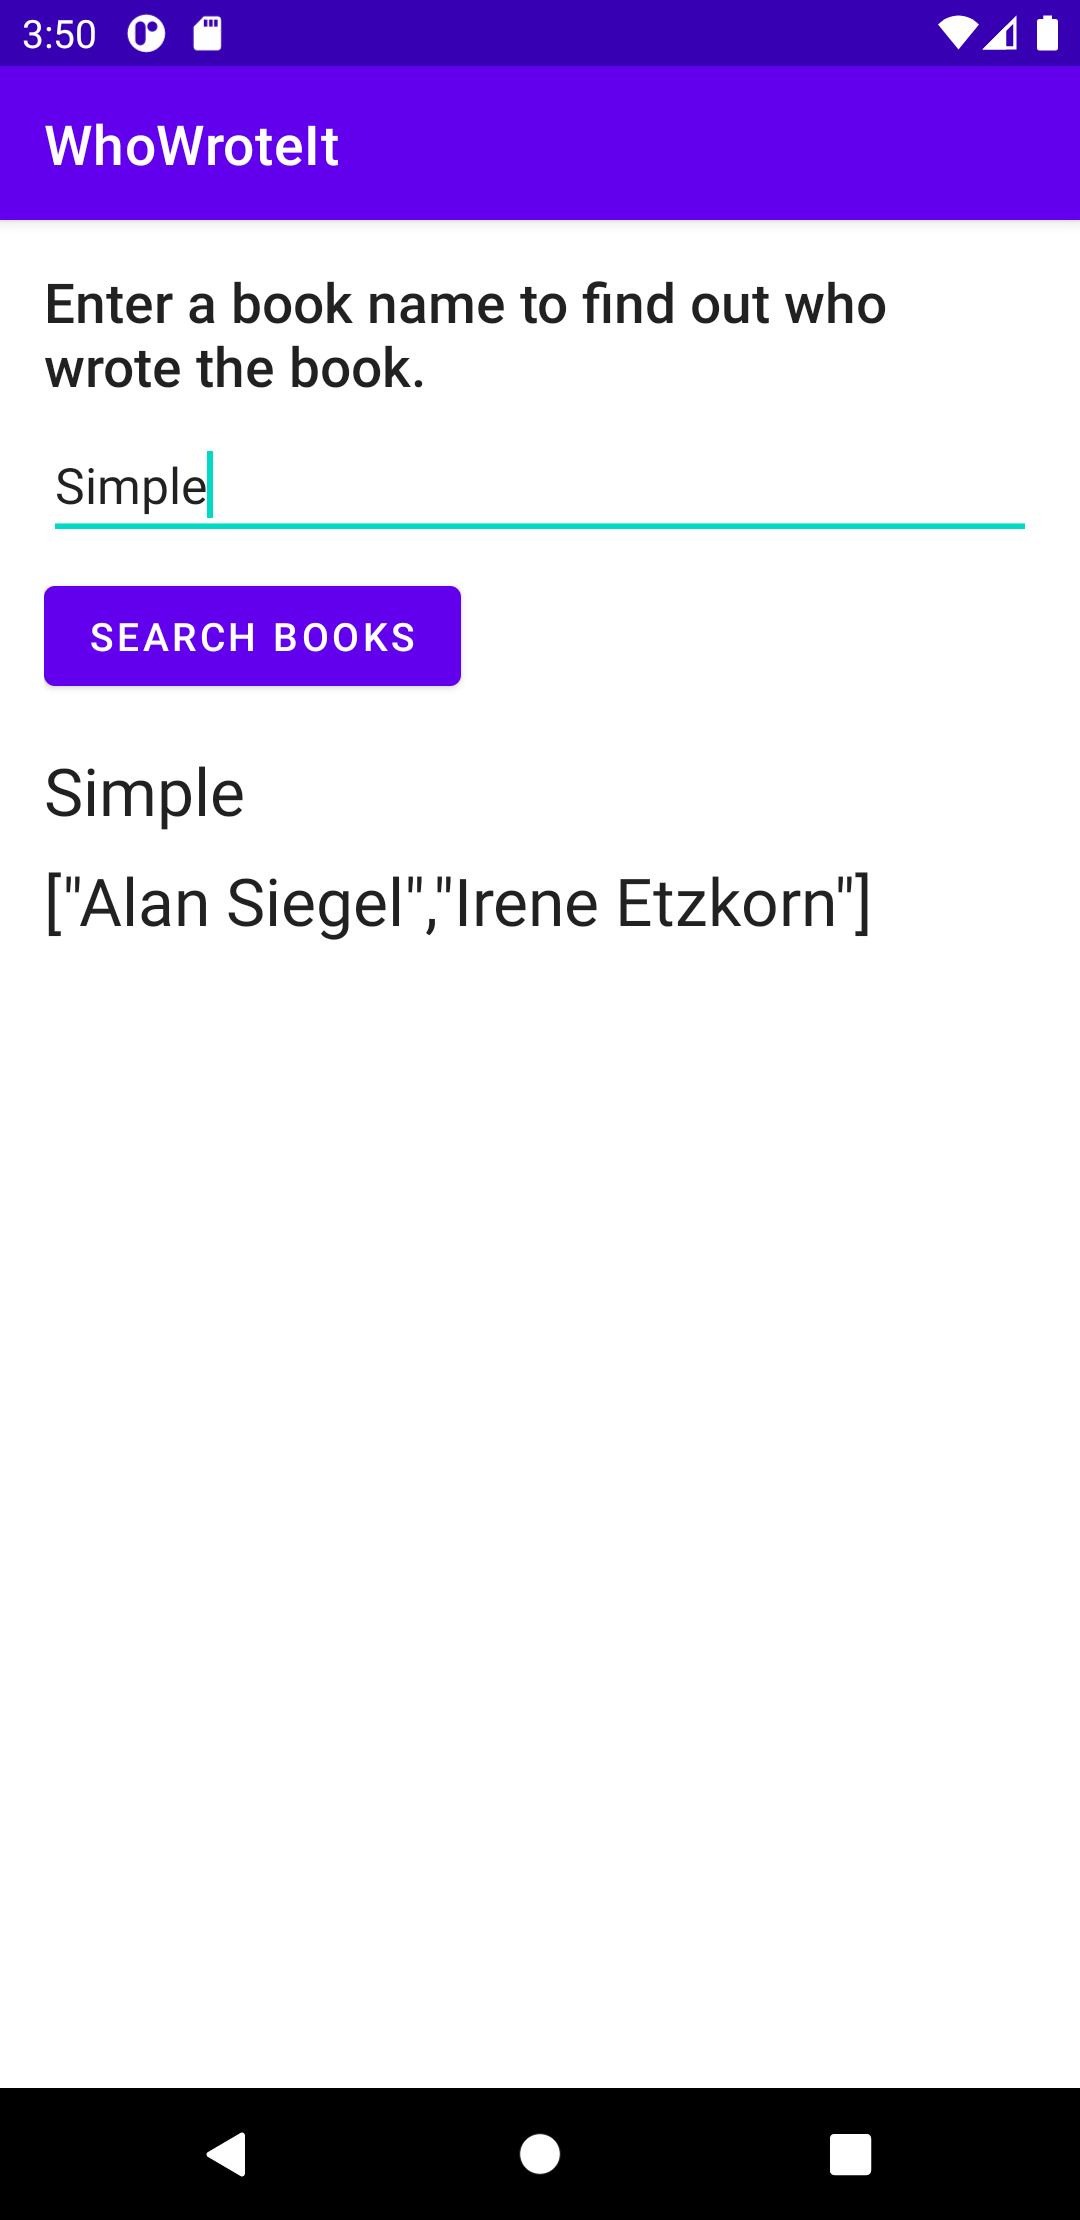 3:50
WhoWroteIt
Enter a book name to find out who
wrote the book.
Simple
SEARCH BOOKS
Simple
["Alan Siegel","Irene Etzkorn"]